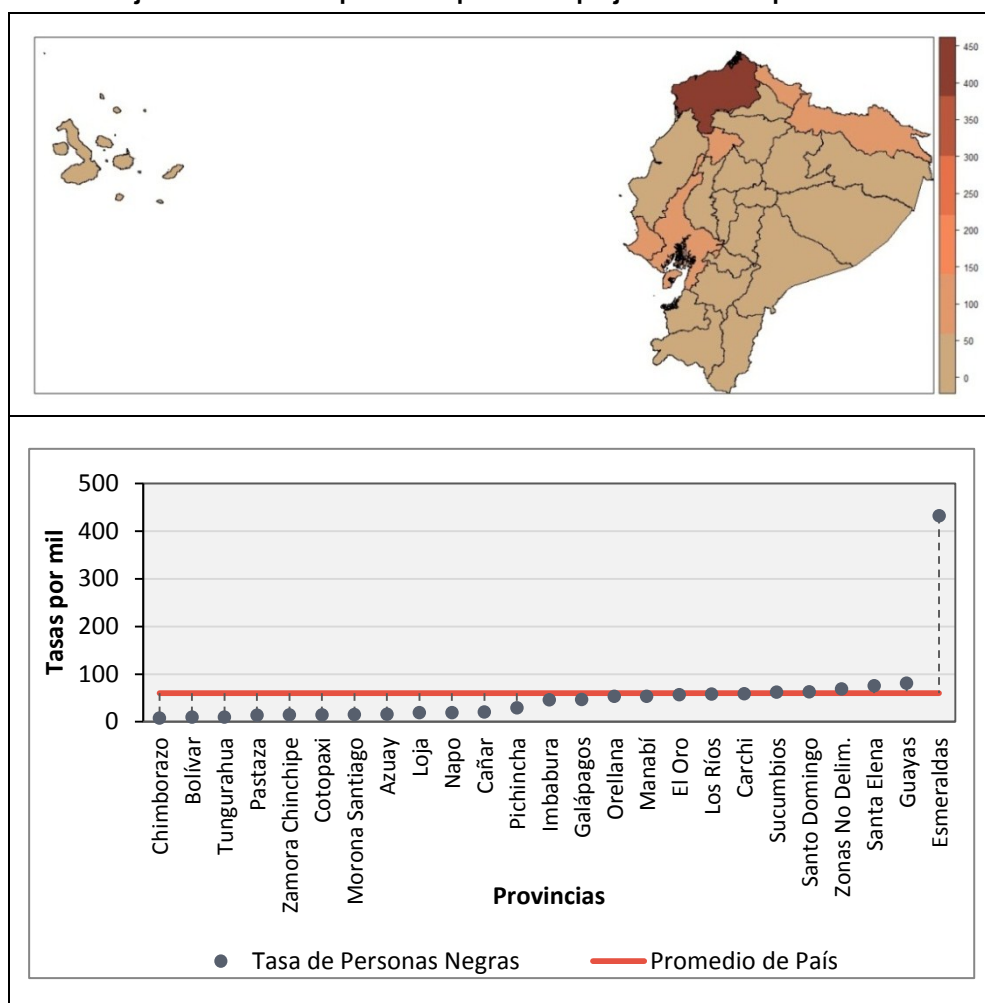 450
400
350
300
250
200
150
100
50
0
500
400
300
200
100
0
Tasas por mil
Chimborazo
Bolívar
Tungurahua
Pastaza
Zamora Chinchipe
Cotopaxi
Morona Santiago
Azuay
Loja
Napo
Cañar
Pichincha
Imbabura
Galápagos
Orellana
Manabí
El Oro
Los Ríos
Carchi
Sucumbios
Santo Domingo
Zonas No Delim.
Santa Elena
Guayas
Esmeraldas
Provincias
Tasa de Personas Negras
Promedio de País